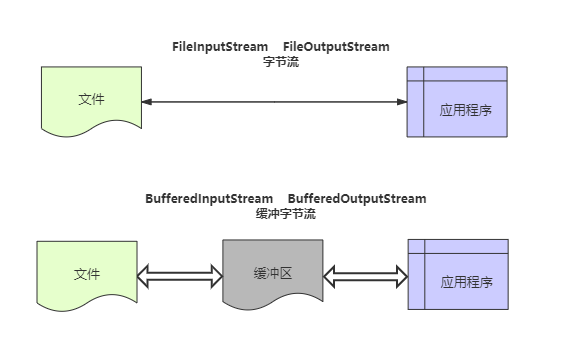 FileInputStream FileOutputStream
字节流
文件
应用程序
BufferedInputStream BufferedOutputStream
缓冲字节流
文件
缓冲区
应用程序